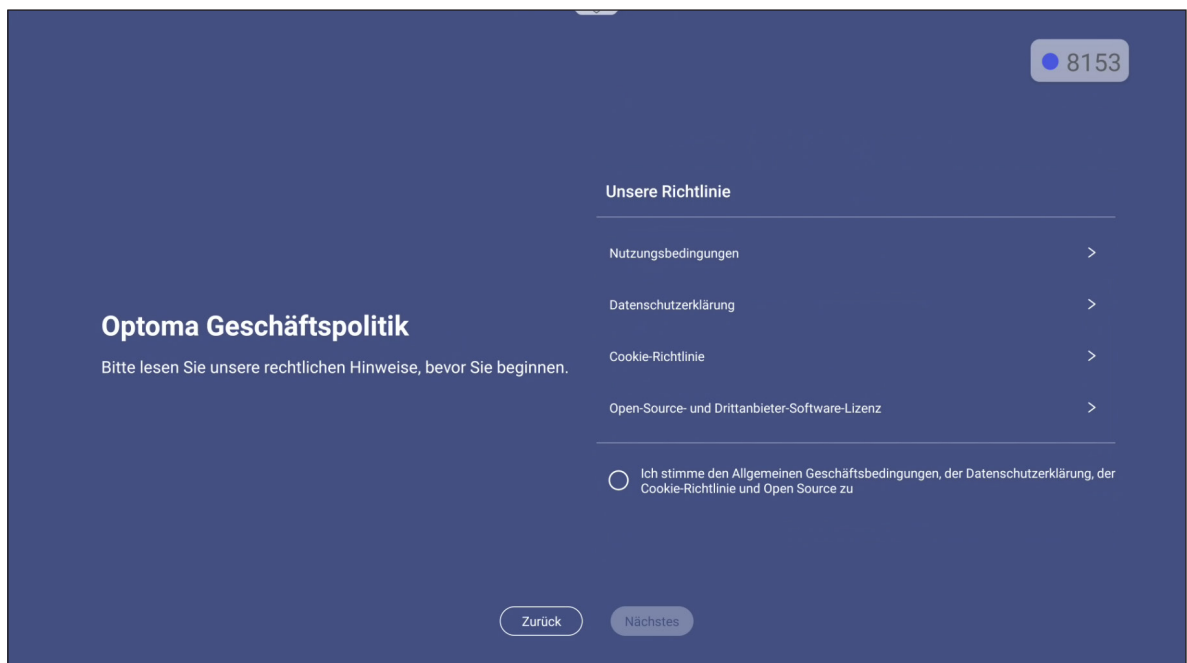 8153
Optoma Geschäftspolitik
Bitte lesen Sie unsere rechtlichen Hinweise, bevor Sie beginnen.
Unsere Richtlinie
Nutzungsbedingungen
Datenschutzerklärung
Cookie-Richtlinie
Open-Source- und Drittanbieter-Software-Lizenz
Ich stimme den Allgemeinen Geschäftsbedingungen, der Datenschutzerklärung, der
Cookie-Richtlinie und Open Source zu
Zurück
Nächstes